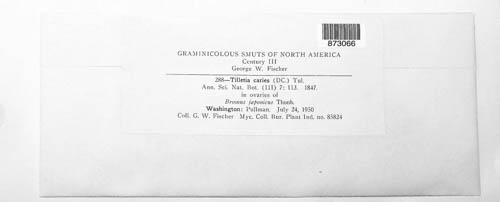 873066
GRAMINICOLOUS SMUTS OF NORTH AMERICA
Century III
George W. Fischer
288—Tilletia caries (DC.) Tul.
Ann. Sci. Nat. Bot. (111) 7: 113. 1847.
in ovaries of
Bromus japonicus Thunb.
Washington: Pullman. July 24, 1950
Coll. G. W. Fischer Myc. Coll. Bur. Plant Ind. no. 85824